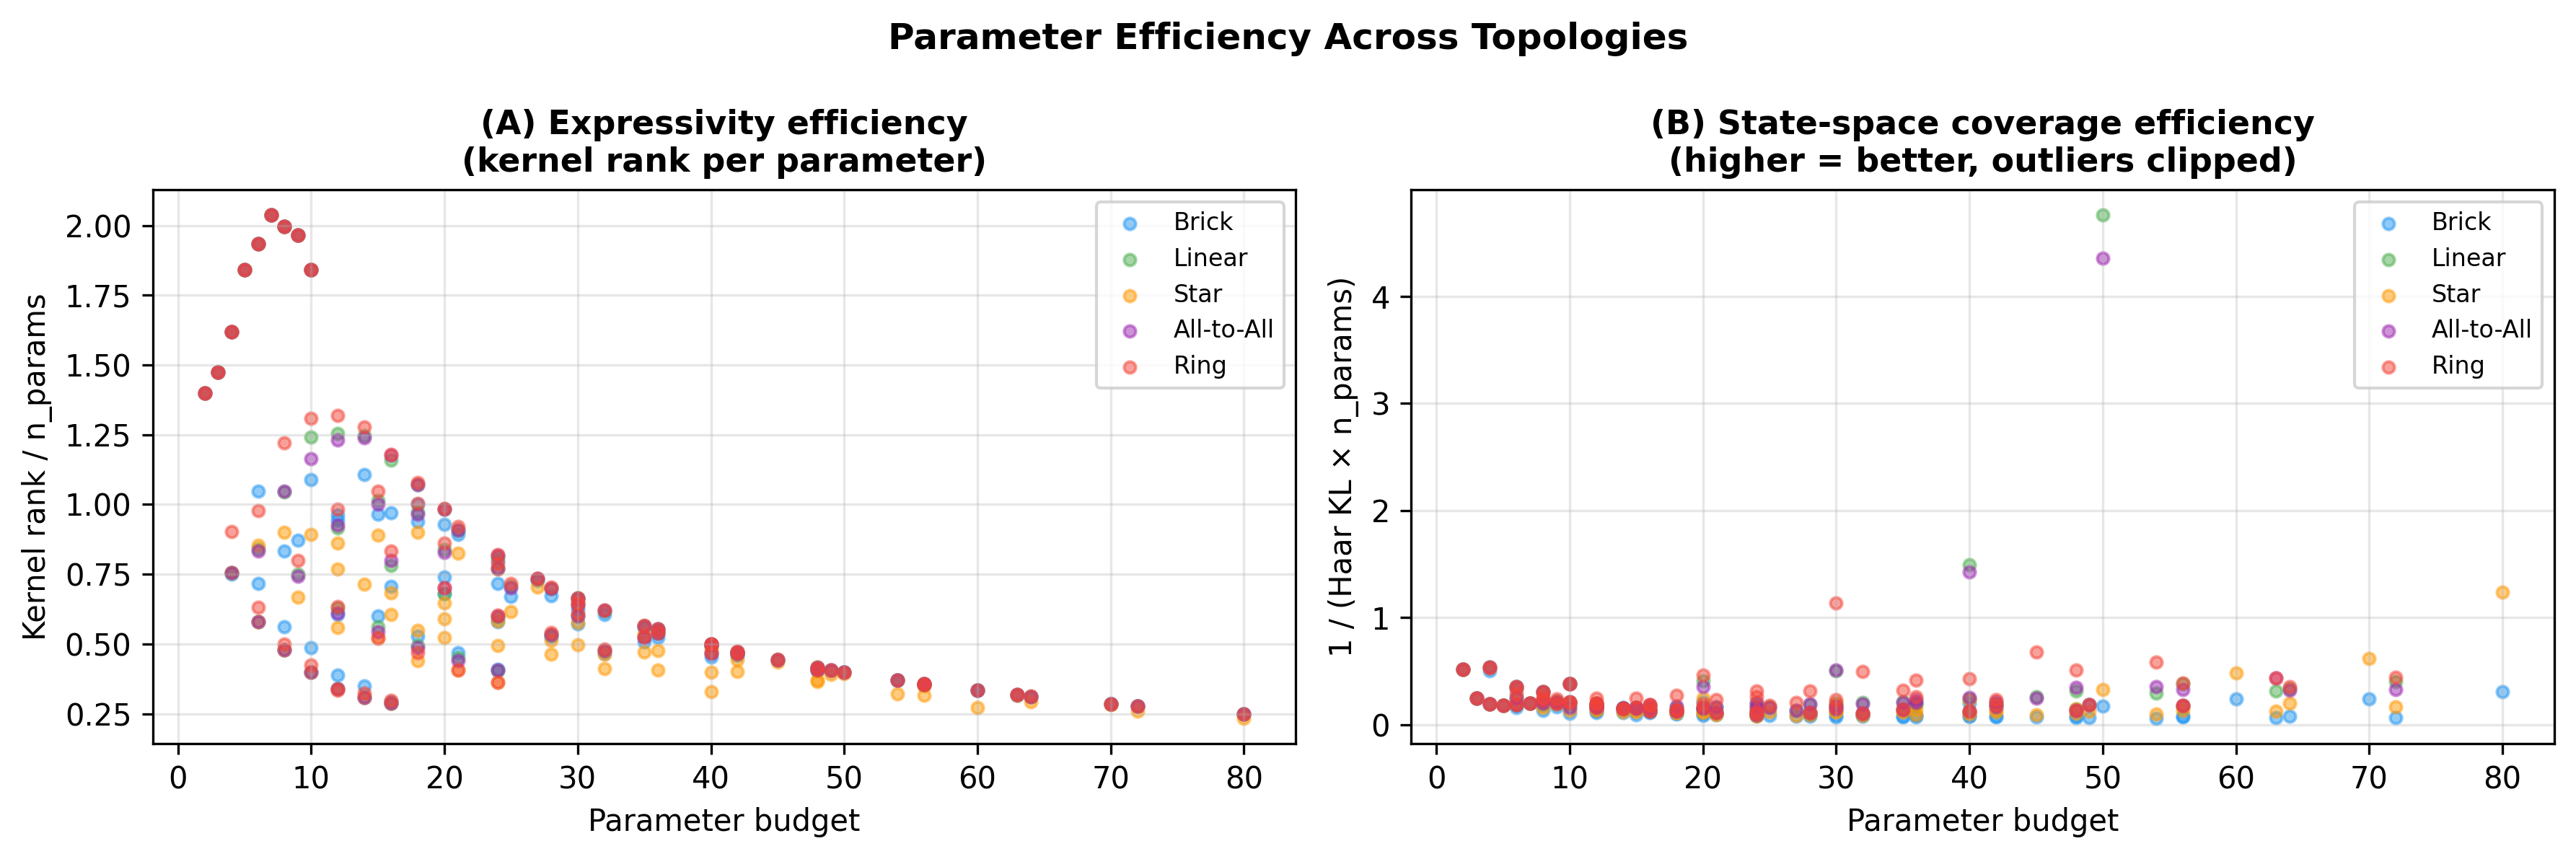 Parameter Efficiency Across Topologies
(A) Expressivity efficiency
(kernel rank per parameter)
Kernel rank / n_params
2.00
1.75
1.50
1.25
1.00
0.75
0.50
0.25
0 10 20 30 40 50 60 70 80
Parameter budget
Brick
Linear
Star
All-to-All
Ring
(B) State-space coverage efficiency
(higher = better, outliers clipped)
1 / (Haar KL × n_params)
4
3
2
1
0
0 10 20 30 40 50 60 70 80
Parameter budget
Brick
Linear
Star
All-to-All
Ring